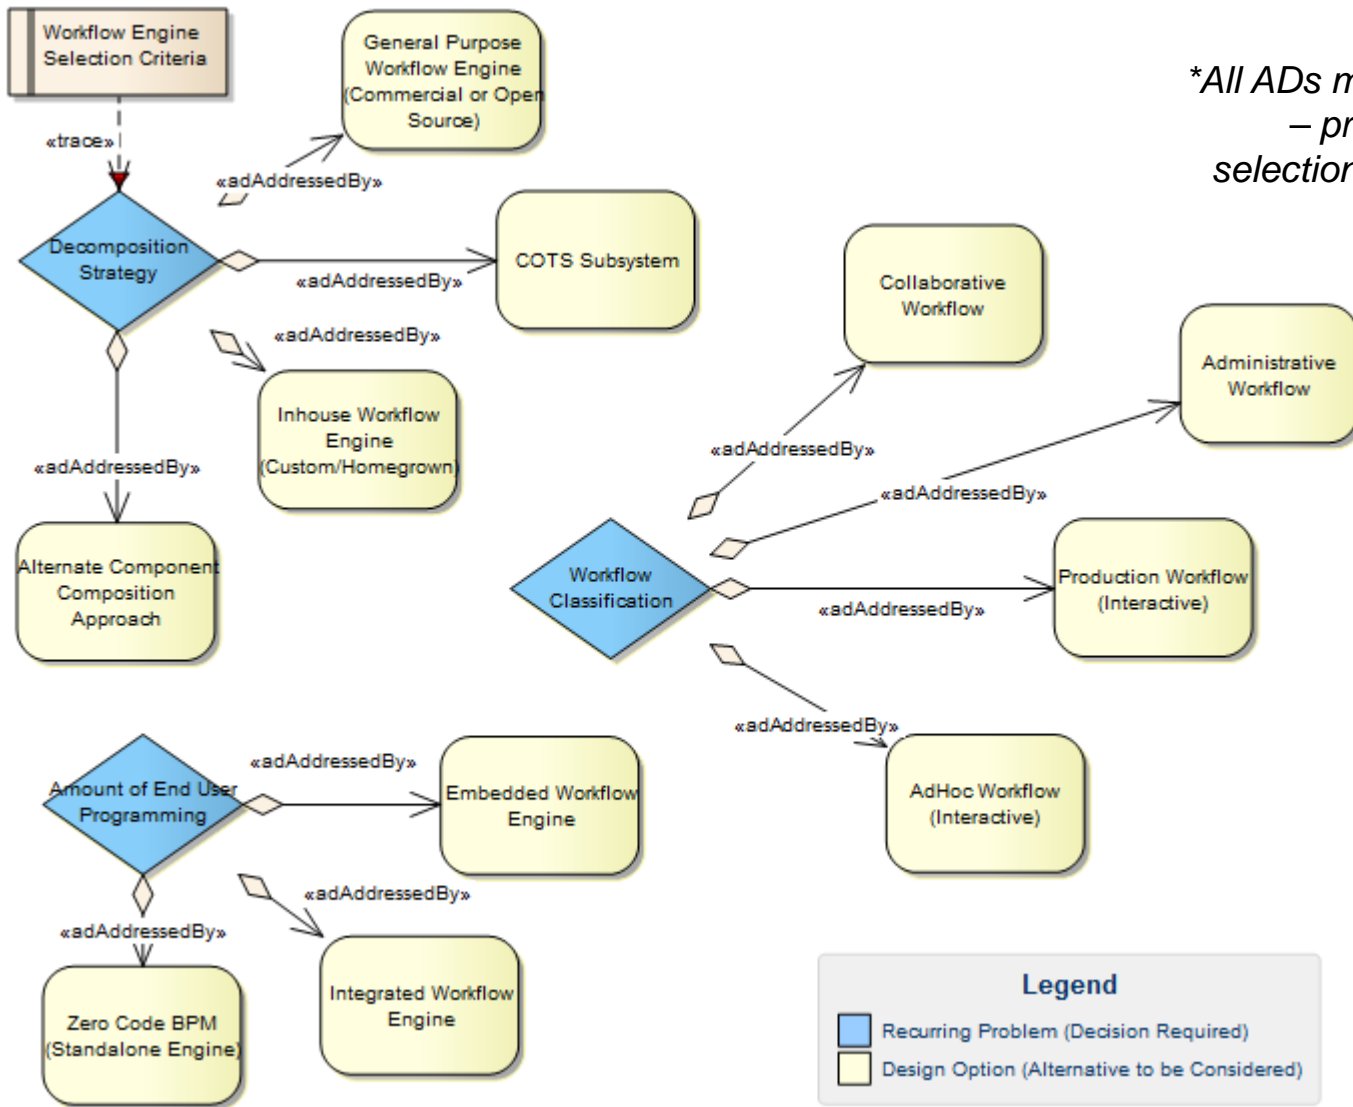 Workflow Engine
Selection Criteria
«trace»
General Purpose
Workflow Engine
(Commercial or Open
Source)
«adAddressedBy»
*All ADs
–
selection
Decomposition
Strategy
COTS Subsystem
«adAddressedBy»
«adAddressedBy»
Inhouse Workflow
Engine
(Custom/Homegrown)
«adAddressedBy»
Alternate Component
Composition
Approach
Collaborative
Workflow
«adAddressedBy»
Administrative
Workflow
«adAddressedBy»
Workflow
Classification
Production Workflow
(Interactive)
«adAddressedBy»
«adAddressedBy»
AdHoc Workflow
(Interactive)
Amount of End User
Programming
«adAddressedBy»
Embedded Workflow
Engine
«adAddressedBy»
Integrated Workflow
Engine
«adAddressedBy»
Zero Code BPM
(Standalone Engine)
Legend
Recurring Problem (Decision Required)
Design Option (Alternative to be Considered)